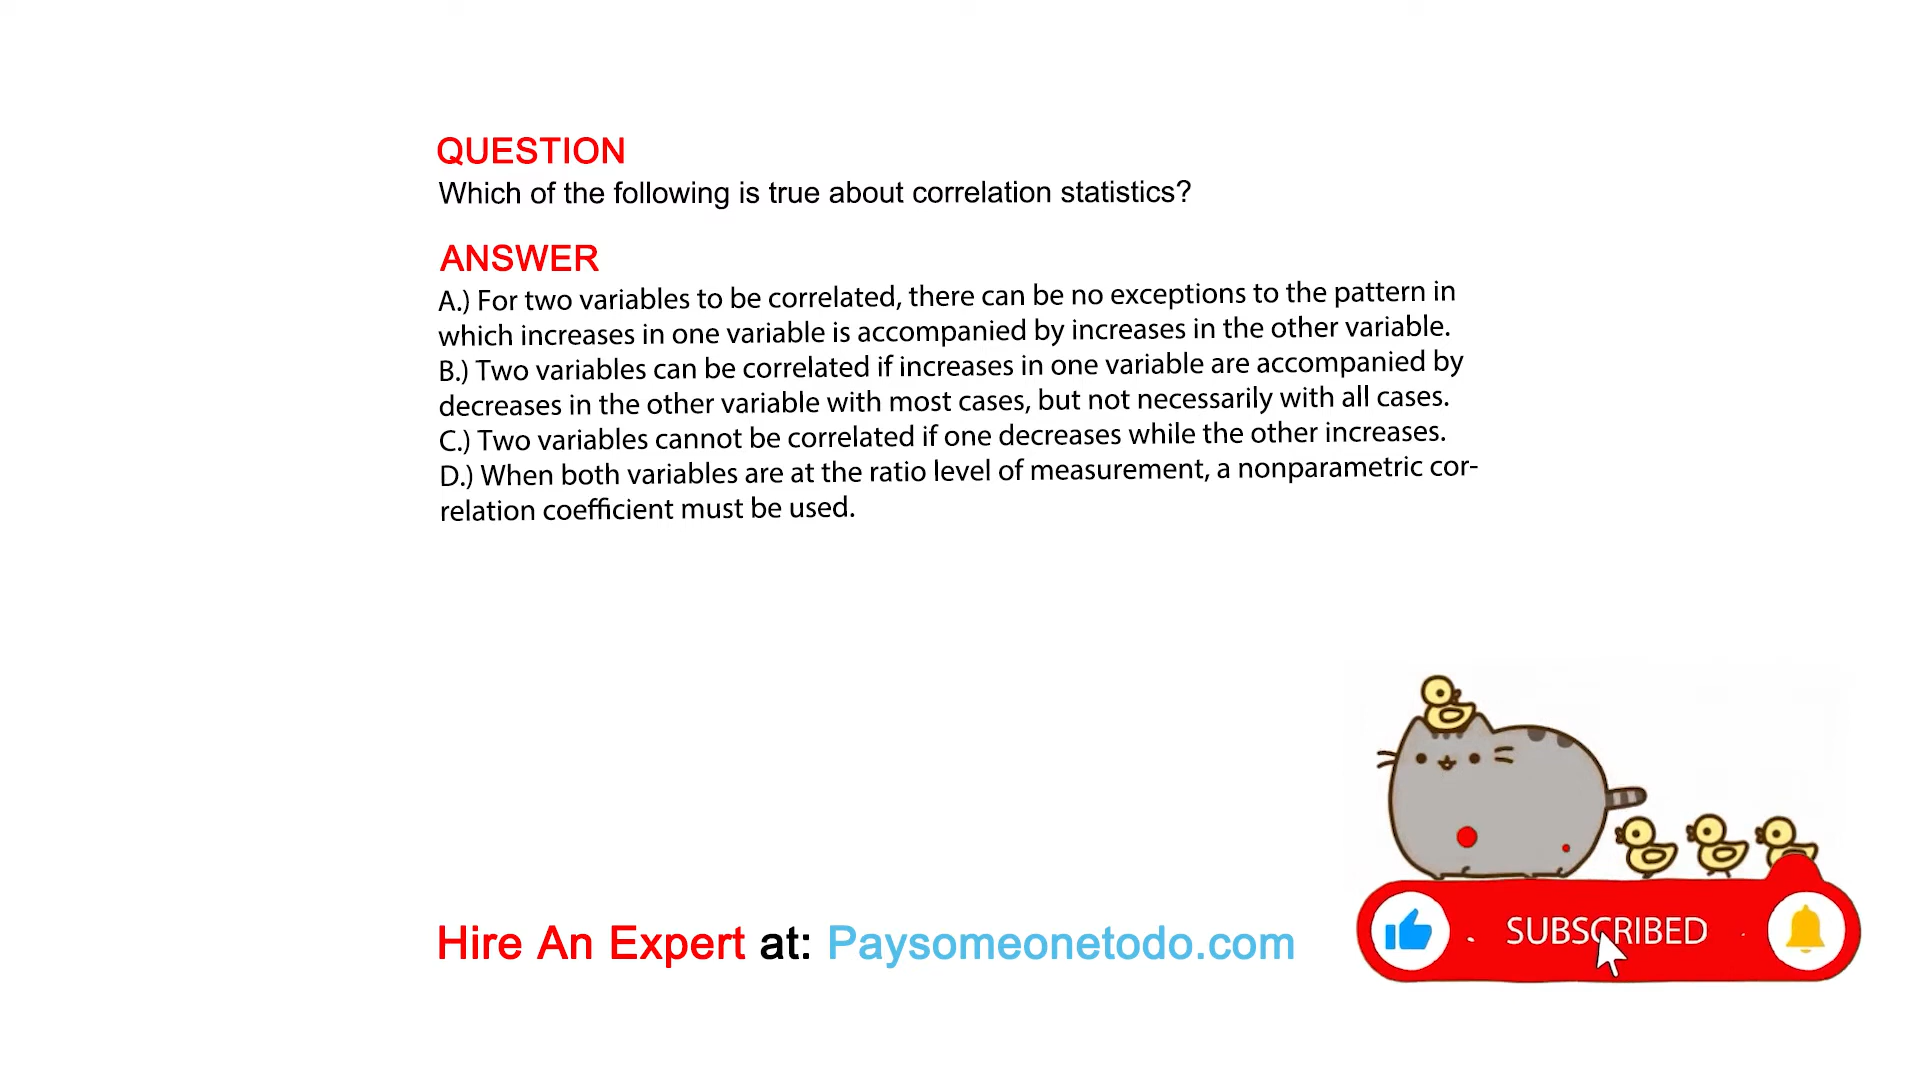 QUESTION
Which of the following is true about correlation statistics?
ANSWER
A.) For two variables to be correlated, there can be no exceptions to the pattern in
which increases in one variable is accompanied by increases in the other variable.
B.) Two variables can be correlated if increases in one variable are accompanied by
decreases in the other variable with most cases, but not necessarily with all cases.
C.) Two variables cannot be correlated if one decreases while the other increases.
D.) When both variables are at the ratio level of measurement, a nonparametric cor-
relation coefficient must be used.
Hire An Expert at: Paysomeonetodo.com
SUBSCRIBED